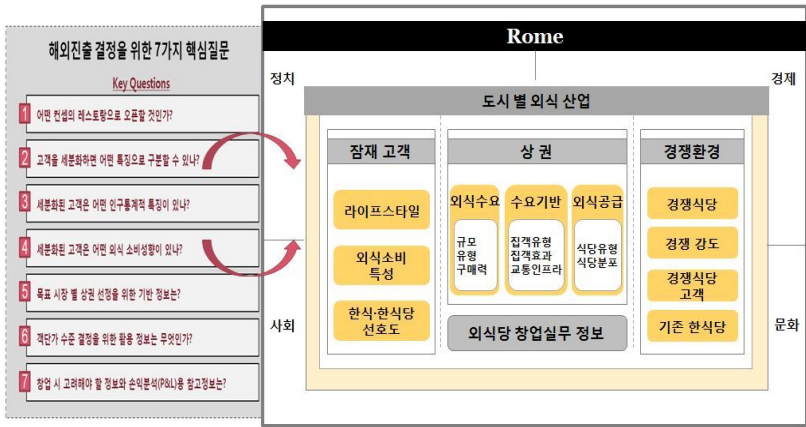 해외진출 결정을 위한 7가지 핵심질문
Key Questions
1 어떤 컨셉의 레스토랑으로 오픈할 것인가?
2 고객을 세분화하면 어떤 특징으로 구분할 수 있나?
3 세분화된 고객은 어떤 인구통계적 특징이 있나?
4 세분화된 고객은 어떤 외식 소비성향이 있나?
5 목표 시장 별 상권 선정을 위한 기반 정보는?
6 객단가 수준 결정을 위한 활용 정보는 무엇인가?
7 창업 시 고려해야 할 정보와 손익분석(P&L)용 참고정보는?
Rome
정치
경제
도시 별 외식 산업
잠재 고객
라이프스타일
외식소비
특성
한식·한식당
선호도
상 권
외식수요
규모
유형
구매력
수요기반
집객유형
집객효과
교통인프라
외식공급
식당유형
식당분포
외식당 창업실무 정보
경쟁환경
경쟁식당
경쟁 강도
경쟁식당
고객
기존 한식당
사회
문화